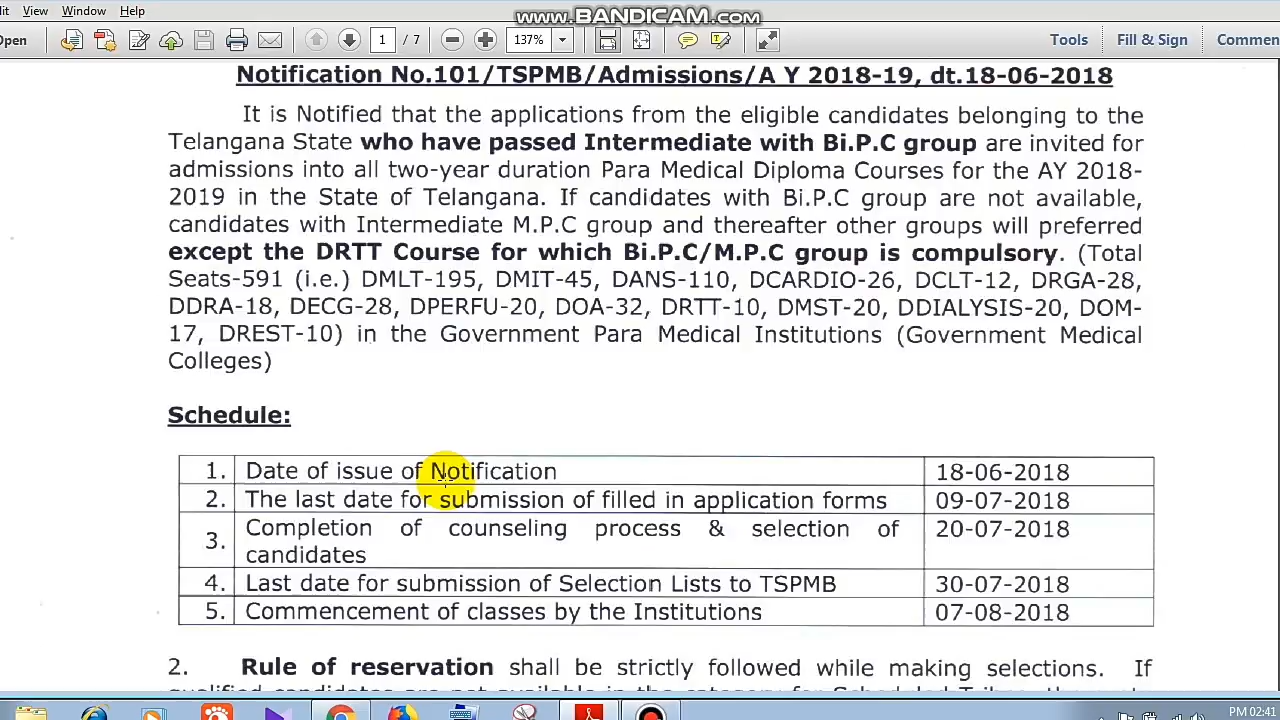 www.BANDICAM.com
View Window Help
Open 1 / 7 137% Tools Fill & Sign Commen
Notification No.101/TSPMB/Admissions/A Y 2018-19, dt.18-06-2018
It is Notified that the applications from the eligible candidates belonging to the
Telangana State who have passed Intermediate with Bi.P.C group are invited for
admissions into all two-year duration Para Medical Diploma Courses for the AY 2018-
2019 in the State of Telangana. If candidates with Bi.P.C group are not available,
candidates with Intermediate M.P.C group and thereafter other groups will preferred
except the DRTT Course for which Bi.P.C/M.P.C group is compulsory. (Total
Seats-591 (i.e.) DMLT-195, DMIT-45, DANS-110, DCARDIO-26, DCLT-12, DRGA-28,
DDRA-18, DECG-28, DPERFU-20, DOA-32, DRTT-10, DMST-20, DDIALYSIS-20, DOM-
17, DREST-10) in the Government Para Medical Institutions (Government Medical
Colleges)
Schedule:
1. Date of issue of Notification 18-06-2018
2. The last date for submission of filled in application forms 09-07-2018
3. Completion of counseling process & selection of 20-07-2018
candidates
4. Last date for submission of Selection Lists to TSPMB 30-07-2018
5. Commencement of classes by the Institutions 07-08-2018
2. Rule of reservation shall be strictly followed while making selections. If
qualified candidates are not available in the category for Scheduled Tribes
PM 02:41